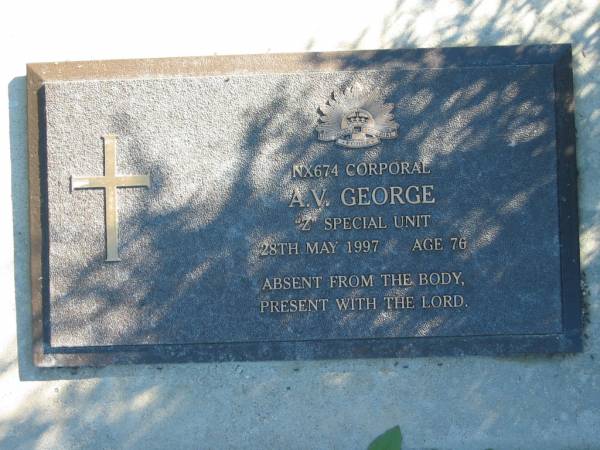 NX674 CORPORAL
A.V. GEORGE
"Z" SPECIAL UNIT
28TH MAY 1997 AGE 76
ABSENT FROM THE BODY,
PRESENT WITH THE LORD.